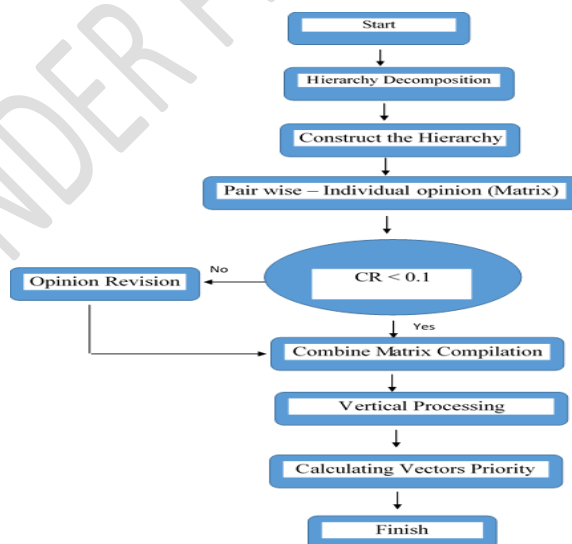 Start
Hierarchy Decomposition
Construct the Hierarchy
Pair wise – Individual opinion (Matrix)
CR < 0.1
No
Opinion Revision
Yes
Combine Matrix Compilation
Vertical Processing
Calculating Vectors Priority
Finish